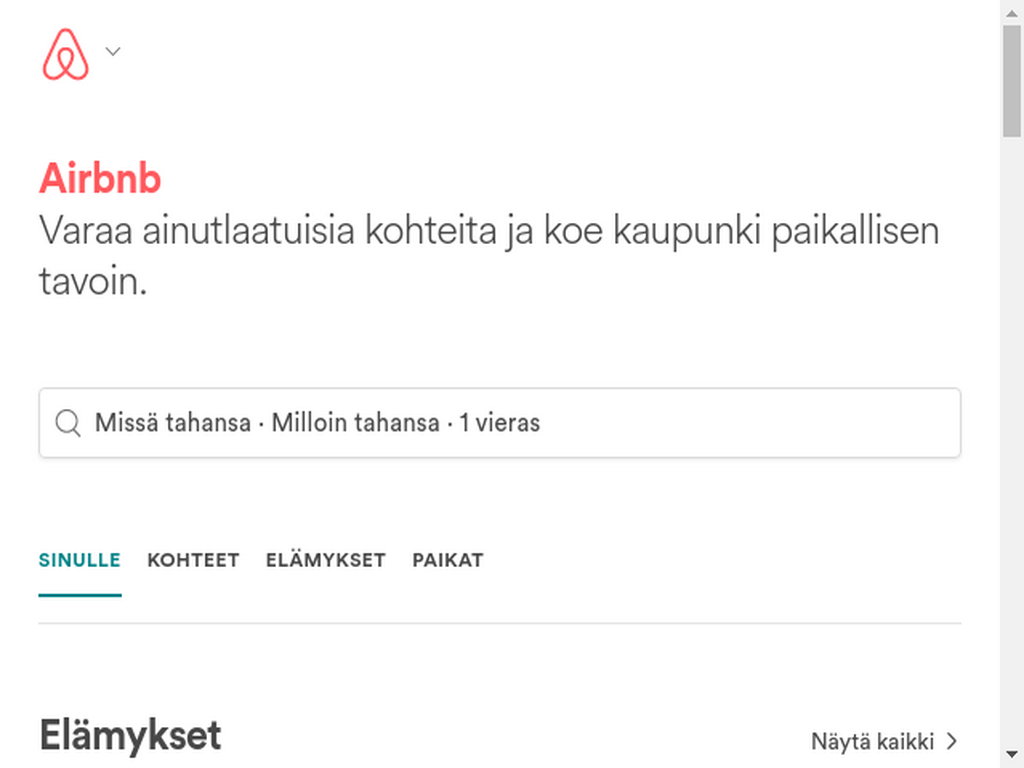 Airbnb
Varaa ainutlaatuisia kohteita ja koe kaupunki paikallisen
tavoin.
Missä tahansa · Milloin tahansa · 1 vieras
SINULLE KOHTEET ELÄMYKSET PAIKAT
Elämykset Näytä kaikki